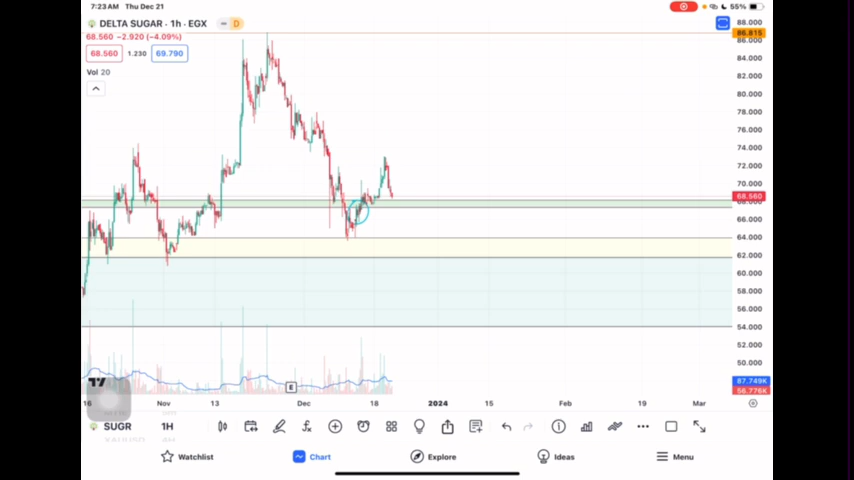 7:23 AM Thu Dec 21
55%
DELTA SUGAR · 1h · EGX
D
68.560 −2.920 (−4.09%)
68.560 1.230 69.790
Vol 20
88.000
86.815
86.000
84.000
82.000
80.000
78.000
76.000
74.000
72.000
70.000
68.560
68.000
66.000
64.000
62.000
60.000
58.000
56.000
54.000
52.000
50.000
E
87.749K
56.776K
16 Nov 13 Dec 18 2024 15 Feb 19 Mar
SUGR 1H
Watchlist Chart Explore Ideas Menu